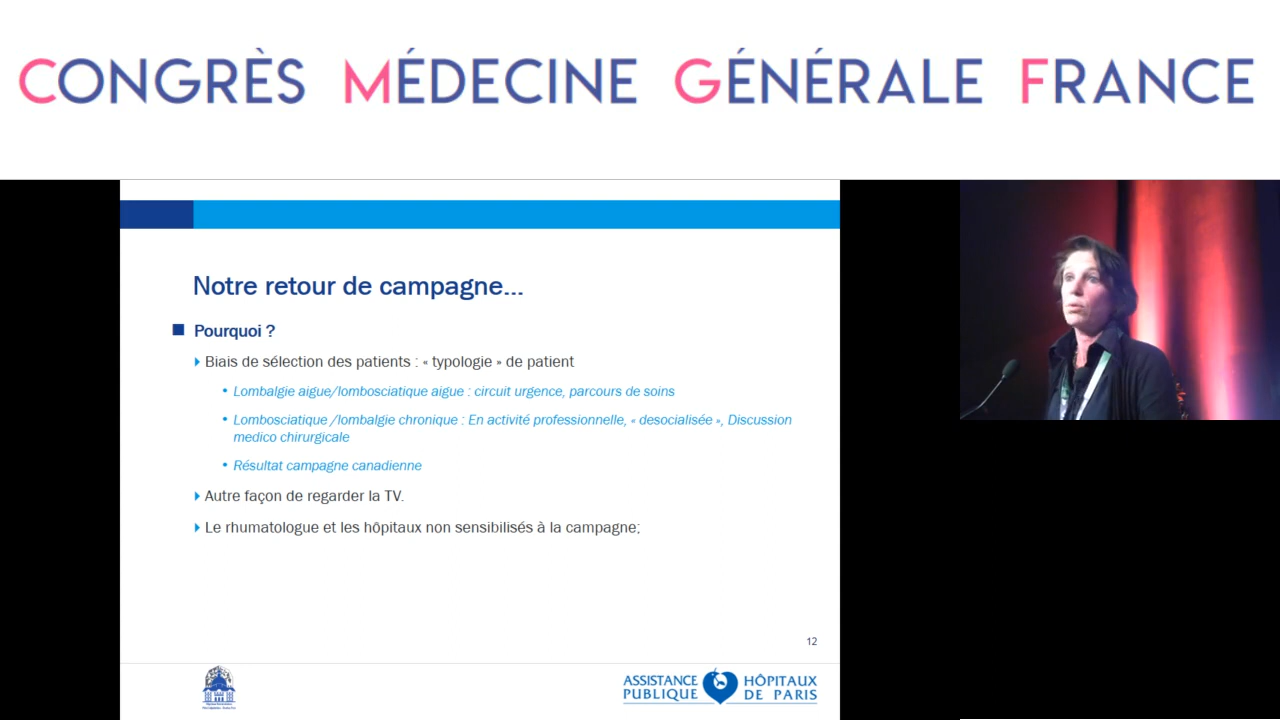 CONGRÈS MÉDECINE GÉNÉRALE FRANCE
Notre retour de campagne...
Pourquoi ?
Biais de sélection des patients : « typologie » de patient
Lombalgie aigue/lombosciatique aigue : circuit urgence, parcours de soins
Lombosciatique /lombalgie chronique : En activité professionnelle, « desocialisée », Discussion
medico chirurgicale
Résultat campagne canadienne
Autre façon de regarder la TV.
Le rhumatologue et les hôpitaux non sensibilisés à la campagne;
12
ASSISTANCE PUBLIQUE
HÔPITAUX DE PARIS